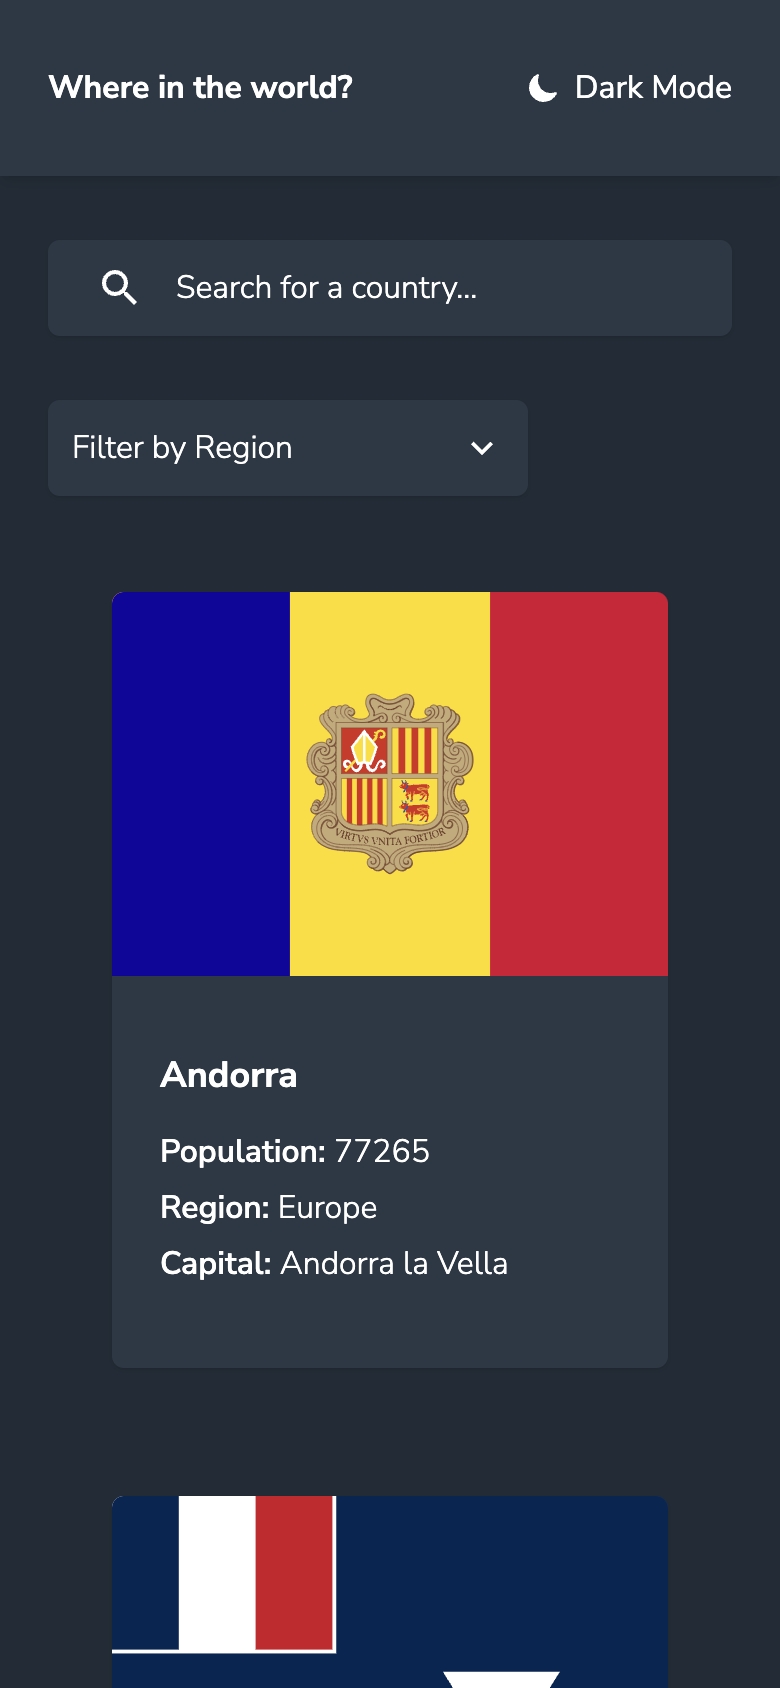 Where in the world?
Dark Mode
Search for a country...
Filter by Region
VIRTVS VNITA FORTIOR
Andorra
Population: 77265
Region: Europe
Capital: Andorra la Vella